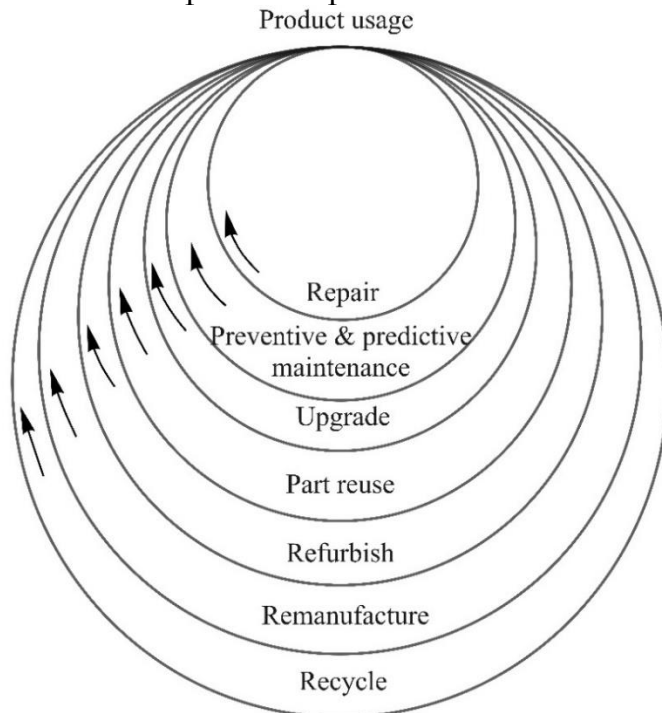 Product usage
Repair
Preventive & predictive
maintenance
Upgrade
Part reuse
Refurbish
Remanufacture
Recycle